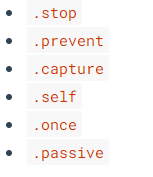 .stop
.prevent
.capture
.self
.once
.passive